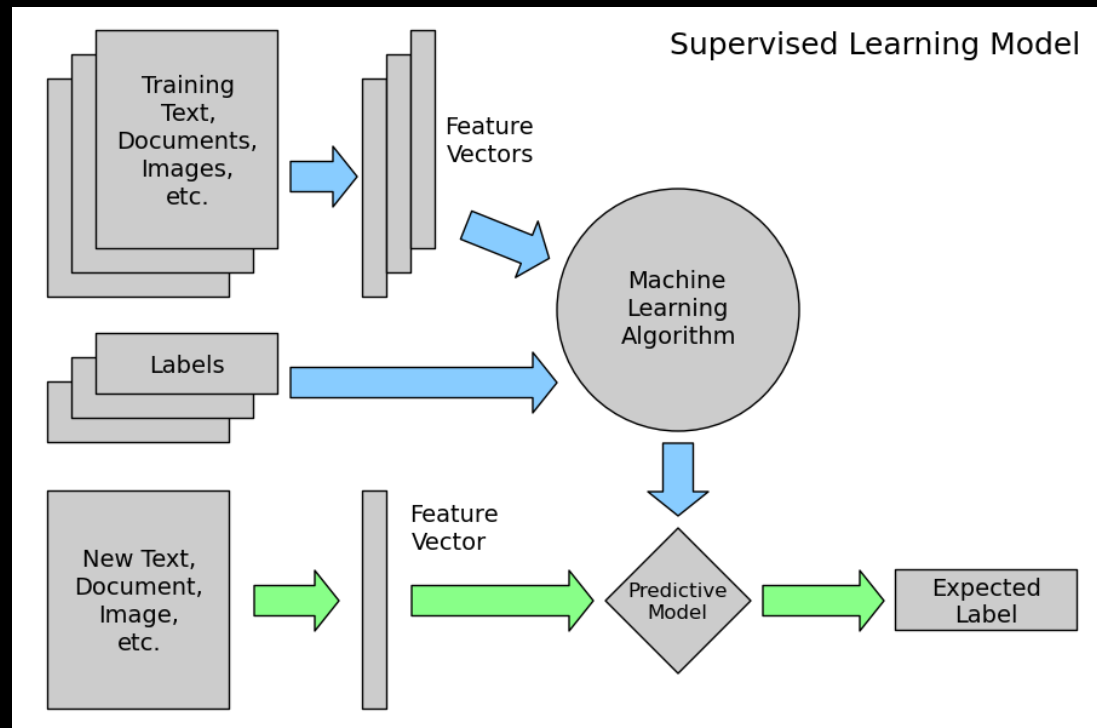 Supervised Learning Model
Training
Text,
Documents,
Images,
etc.
Feature
Vectors
Machine
Learning
Algorithm
Labels
New Text,
Document,
Image,
etc.
Feature
Vector
Predictive
Model
Expected
Label